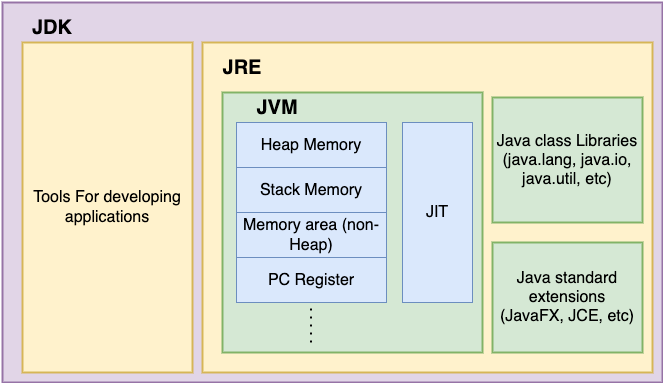 JDK
Tools For developing
applications
JRE
JVM
Heap Memory
Stack Memory
Memory area (non-
Heap)
PC Register
JIT
Java class Libraries
(java.lang, java.io,
java.util, etc)
Java standard
extensions
(JavaFX, JCE, etc)